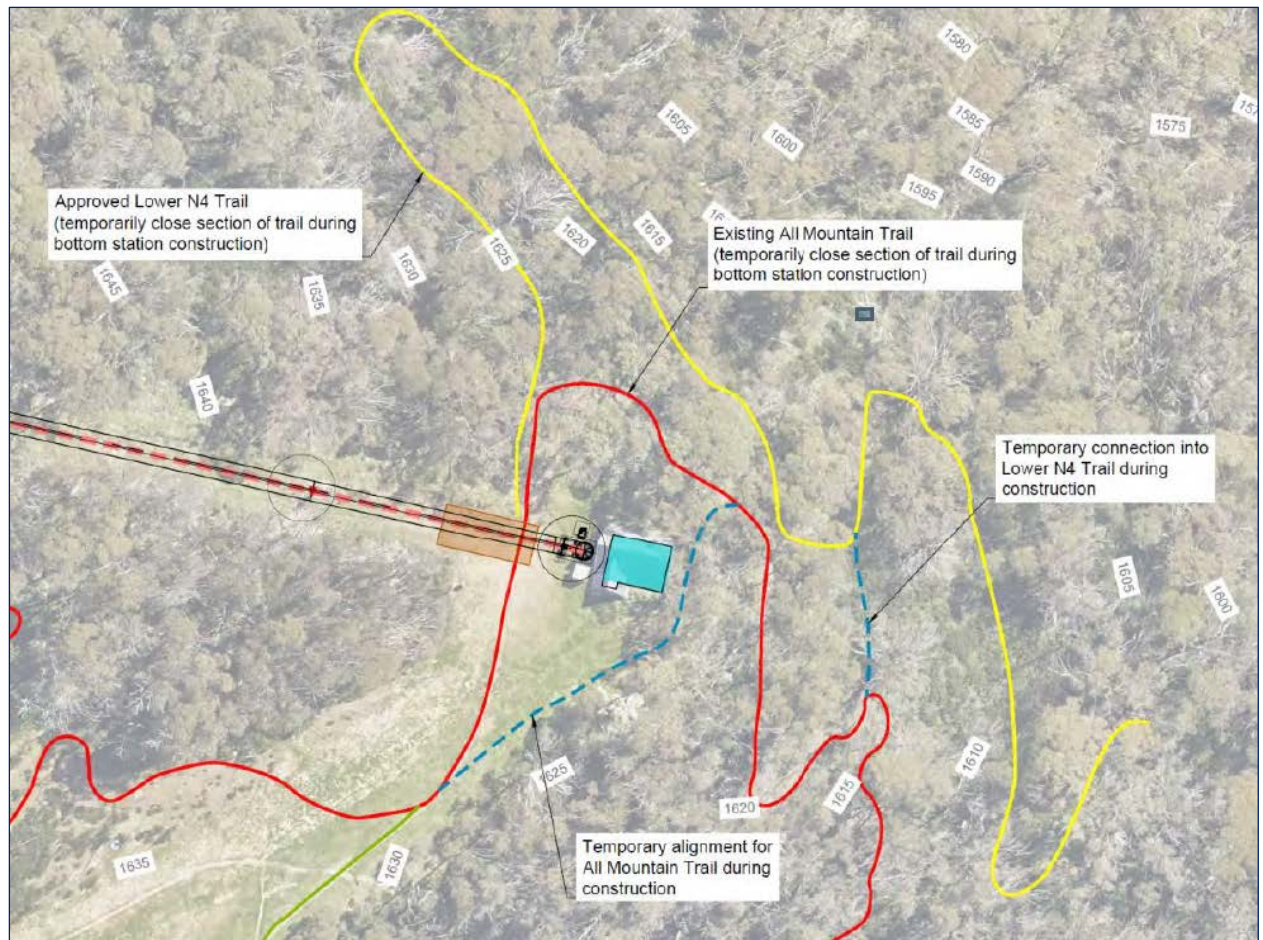 1580
1605
1585
1575
1600
1590
1595
Approved Lower N4 Trail
(temporarily close section of trail during
bottom station construction)
1620
1615
Existing All Mountain Trail
(temporarily close section of trail during
bottom station construction)
1625
1630
1645
1635
1640
Temporary connection into
Lower N4 Trail during
construction
1605
1600
1625
1610
1615
1620
Temporary alignment for
All Mountain Trail during
construction
1635
1630